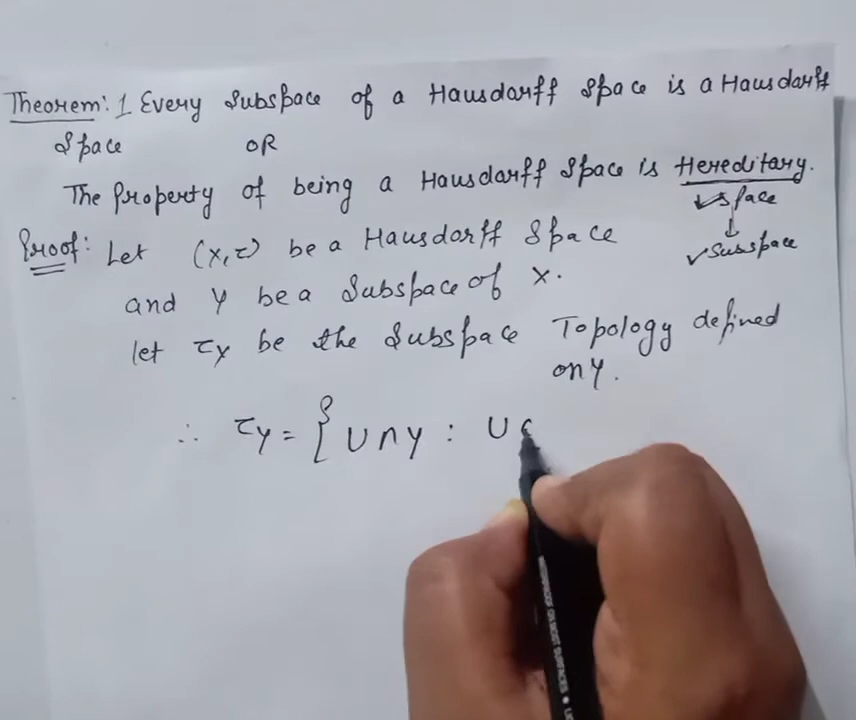 Theorem: 1 Every Subspace of a Hausdorff Space is a Hausdorff
Space OR
The Property of being a Hausdorff Space is Hereditary.
Space
↓
Subspace
Proof: Let (X, τ) be a Hausdorff Space
and Y be a Subspace of X.
let τY be the Subspace Topology defined
on Y.
∴ τY = { U ∩ Y : U